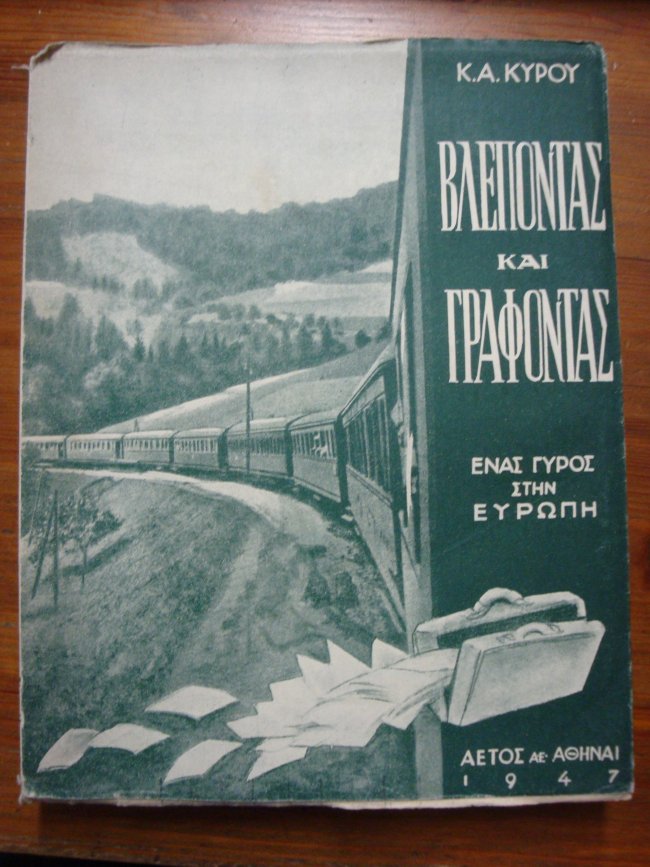 Κ.Α.ΚΥΡΟΥ
ΒΛΕΠΟΝΤΑΣ
ΚΑΙ
ΓΡΑΦΟΝΤΑΣ
ΕΝΑΣ ΓΥΡΟΣ
ΣΤΗΝ
ΕΥΡΩΠΗ
ΑΕΤΟΣ ΑΕ· ΑΘΗΝΑΙ
1947